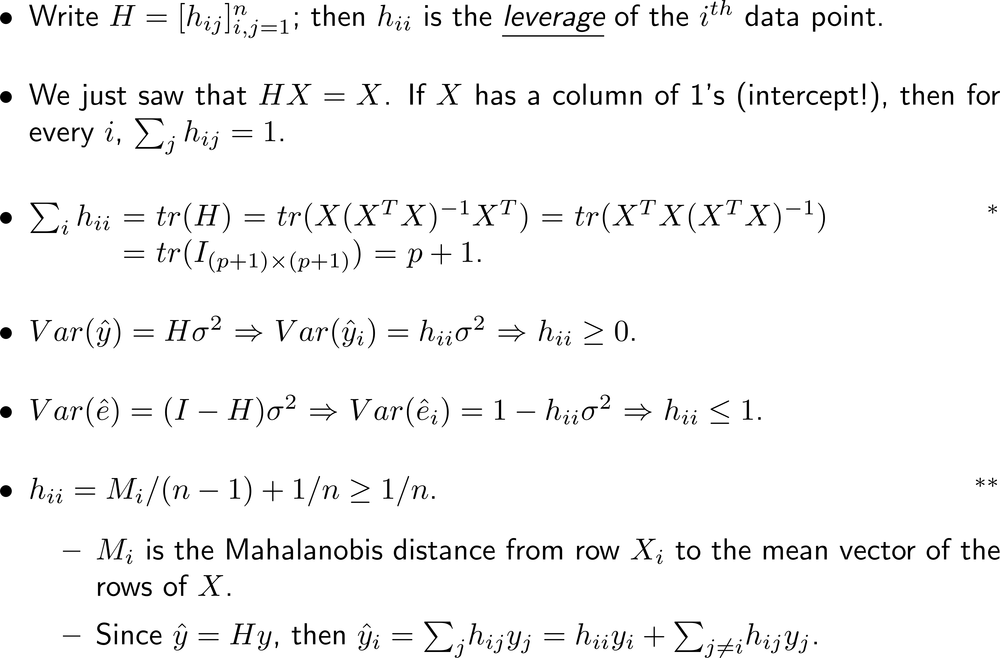 • Write $H = [h_{ij}]_{i,j=1}^{n}$; then $h_{ii}$ is the leverage of the $i^{th}$ data point.
• We just saw that $HX = X$. If $X$ has a column of 1's (intercept!), then for
every $i$, $\sum_j h_{ij} = 1$.
• $\sum_i h_{ii} = tr(H) = tr(X(X^T X)^{-1} X^T) = tr(X^T X(X^T X)^{-1})$ *
$= tr(I_{(p+1)\times(p+1)}) = p + 1$.
• $Var(\hat{y}) = H\sigma^2 \Rightarrow Var(\hat{y}_i) = h_{ii}\sigma^2 \Rightarrow h_{ii} \geq 0$.
• $Var(\hat{e}) = (I - H)\sigma^2 \Rightarrow Var(\hat{e}_i) = 1 - h_{ii}\sigma^2 \Rightarrow h_{ii} \leq 1$.
• $h_{ii} = M_i/(n - 1) + 1/n \geq 1/n$. **
– $M_i$ is the Mahalanobis distance from row $X_i$ to the mean vector of the
rows of $X$.
– Since $\hat{y} = Hy$, then $\hat{y}_i = \sum_j h_{ij} y_j = h_{ii} y_i + \sum_{j \neq i} h_{ij} y_j$.